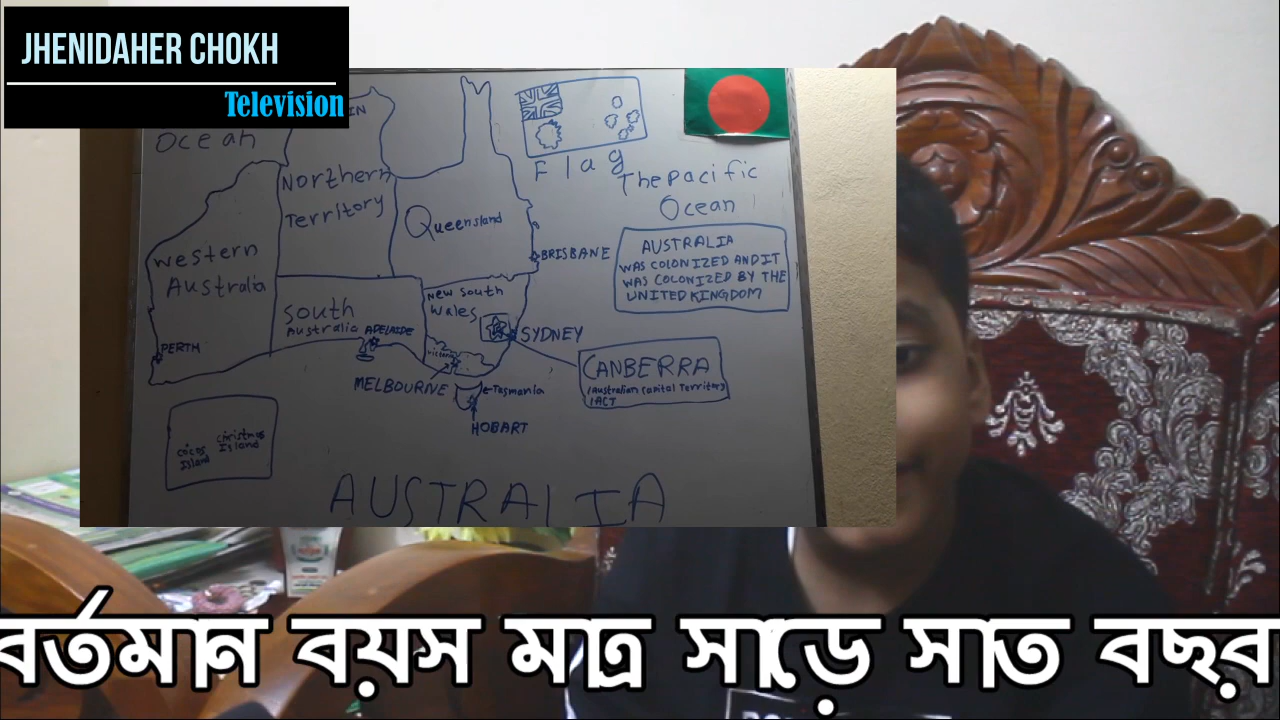 JHENIDAHER CHOKH
Television
IN
Ocean
Northern
Territory
Western
Australia
Queensland
Flag
The pacific
Ocean
BRISBANE
AUSTRALIA
WAS COLONIZED AND IT
WAS COLONIZED BY THE
UNITED KINGDOM
South
Australia ADELAIDE
New south
Wales
SYDNEY
PERTH
MELBOURNE
Tasmania
HOBART
CANBERRA
(Australian Capital Territory)
ACT
cocos
Island
christmas
Island
AUSTRALIA
বর্তমান বয়স মাত্র সাড়ে সাত বছর